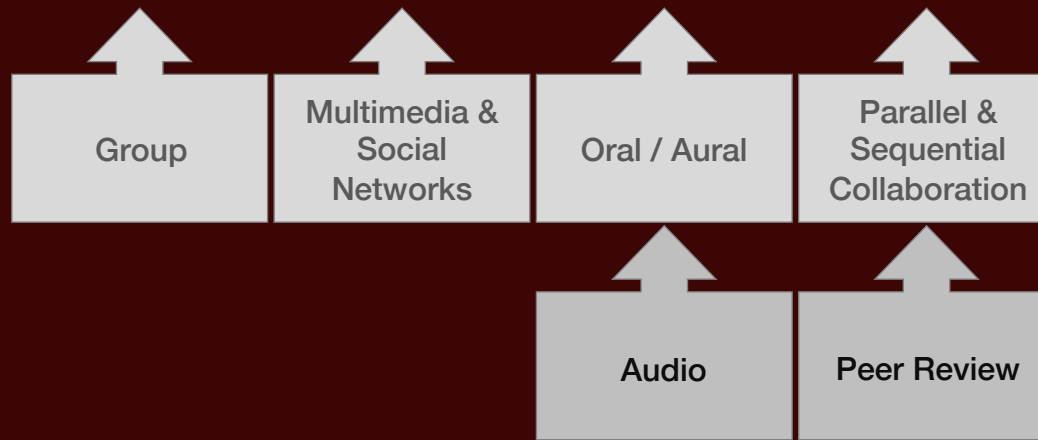 Group
Multimedia &
Social
Networks
Oral / Aural
Parallel &
Sequential
Collaboration
Audio
Peer Review